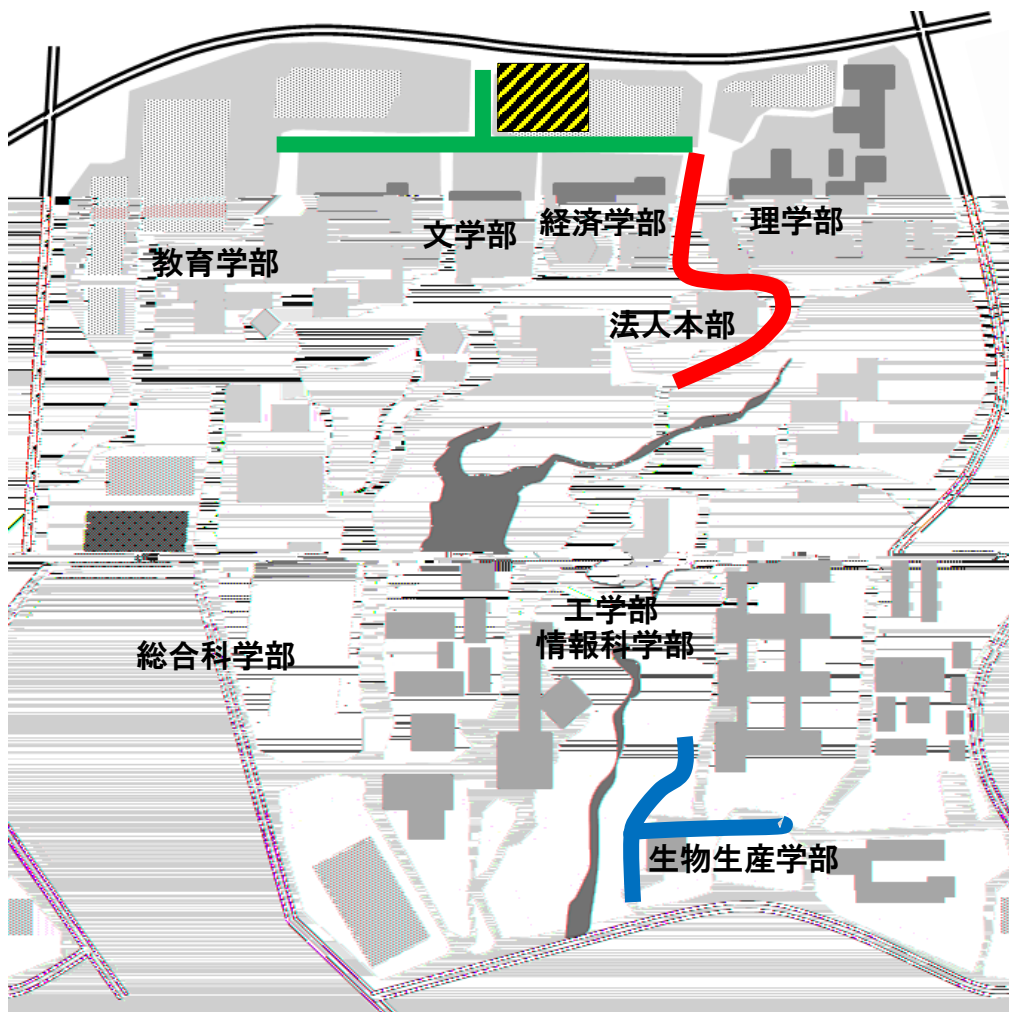 文学部
経済学部
理学部
教育学部
法人本部
工学部
情報科学部
総合科学部
生物生産学部